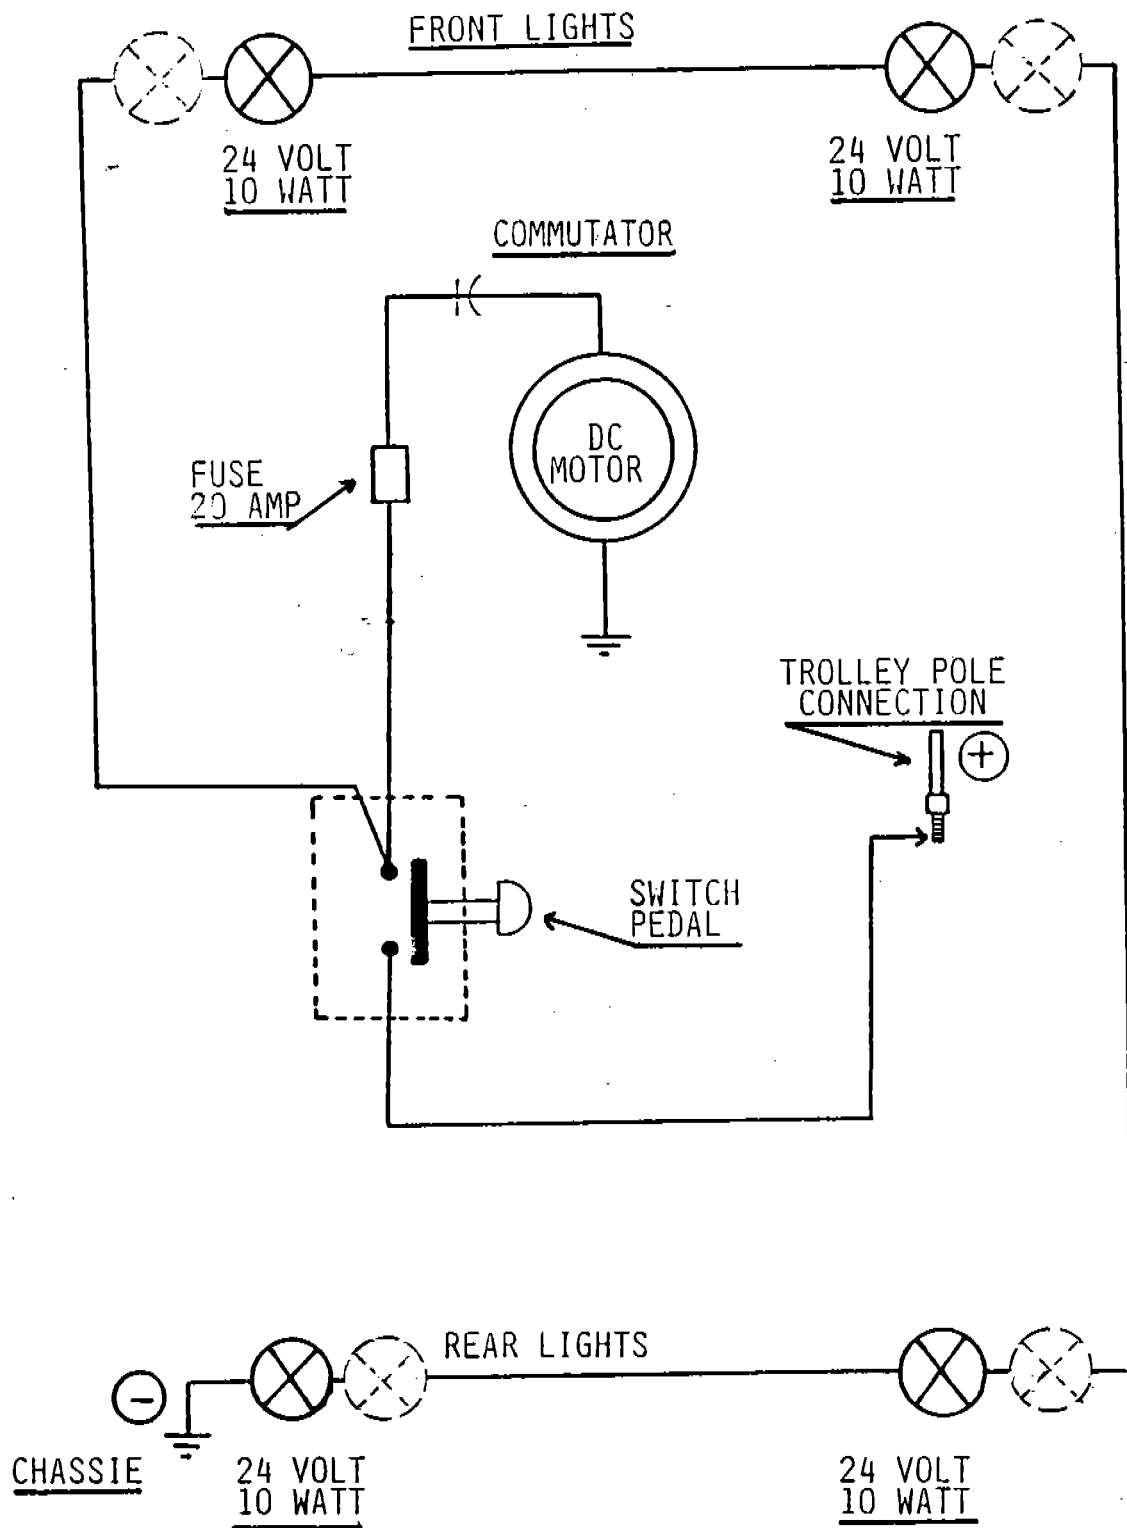 FRONT LIGHTS
24 VOLT
10 WATT
24 VOLT
10 WATT
COMMUTATOR
DC
MOTOR
FUSE
20 AMP
TROLLEY POLE
CONNECTION
+
SWITCH
PEDAL
REAR LIGHTS
−
CHASSIE
24 VOLT
10 WATT
24 VOLT
10 WATT